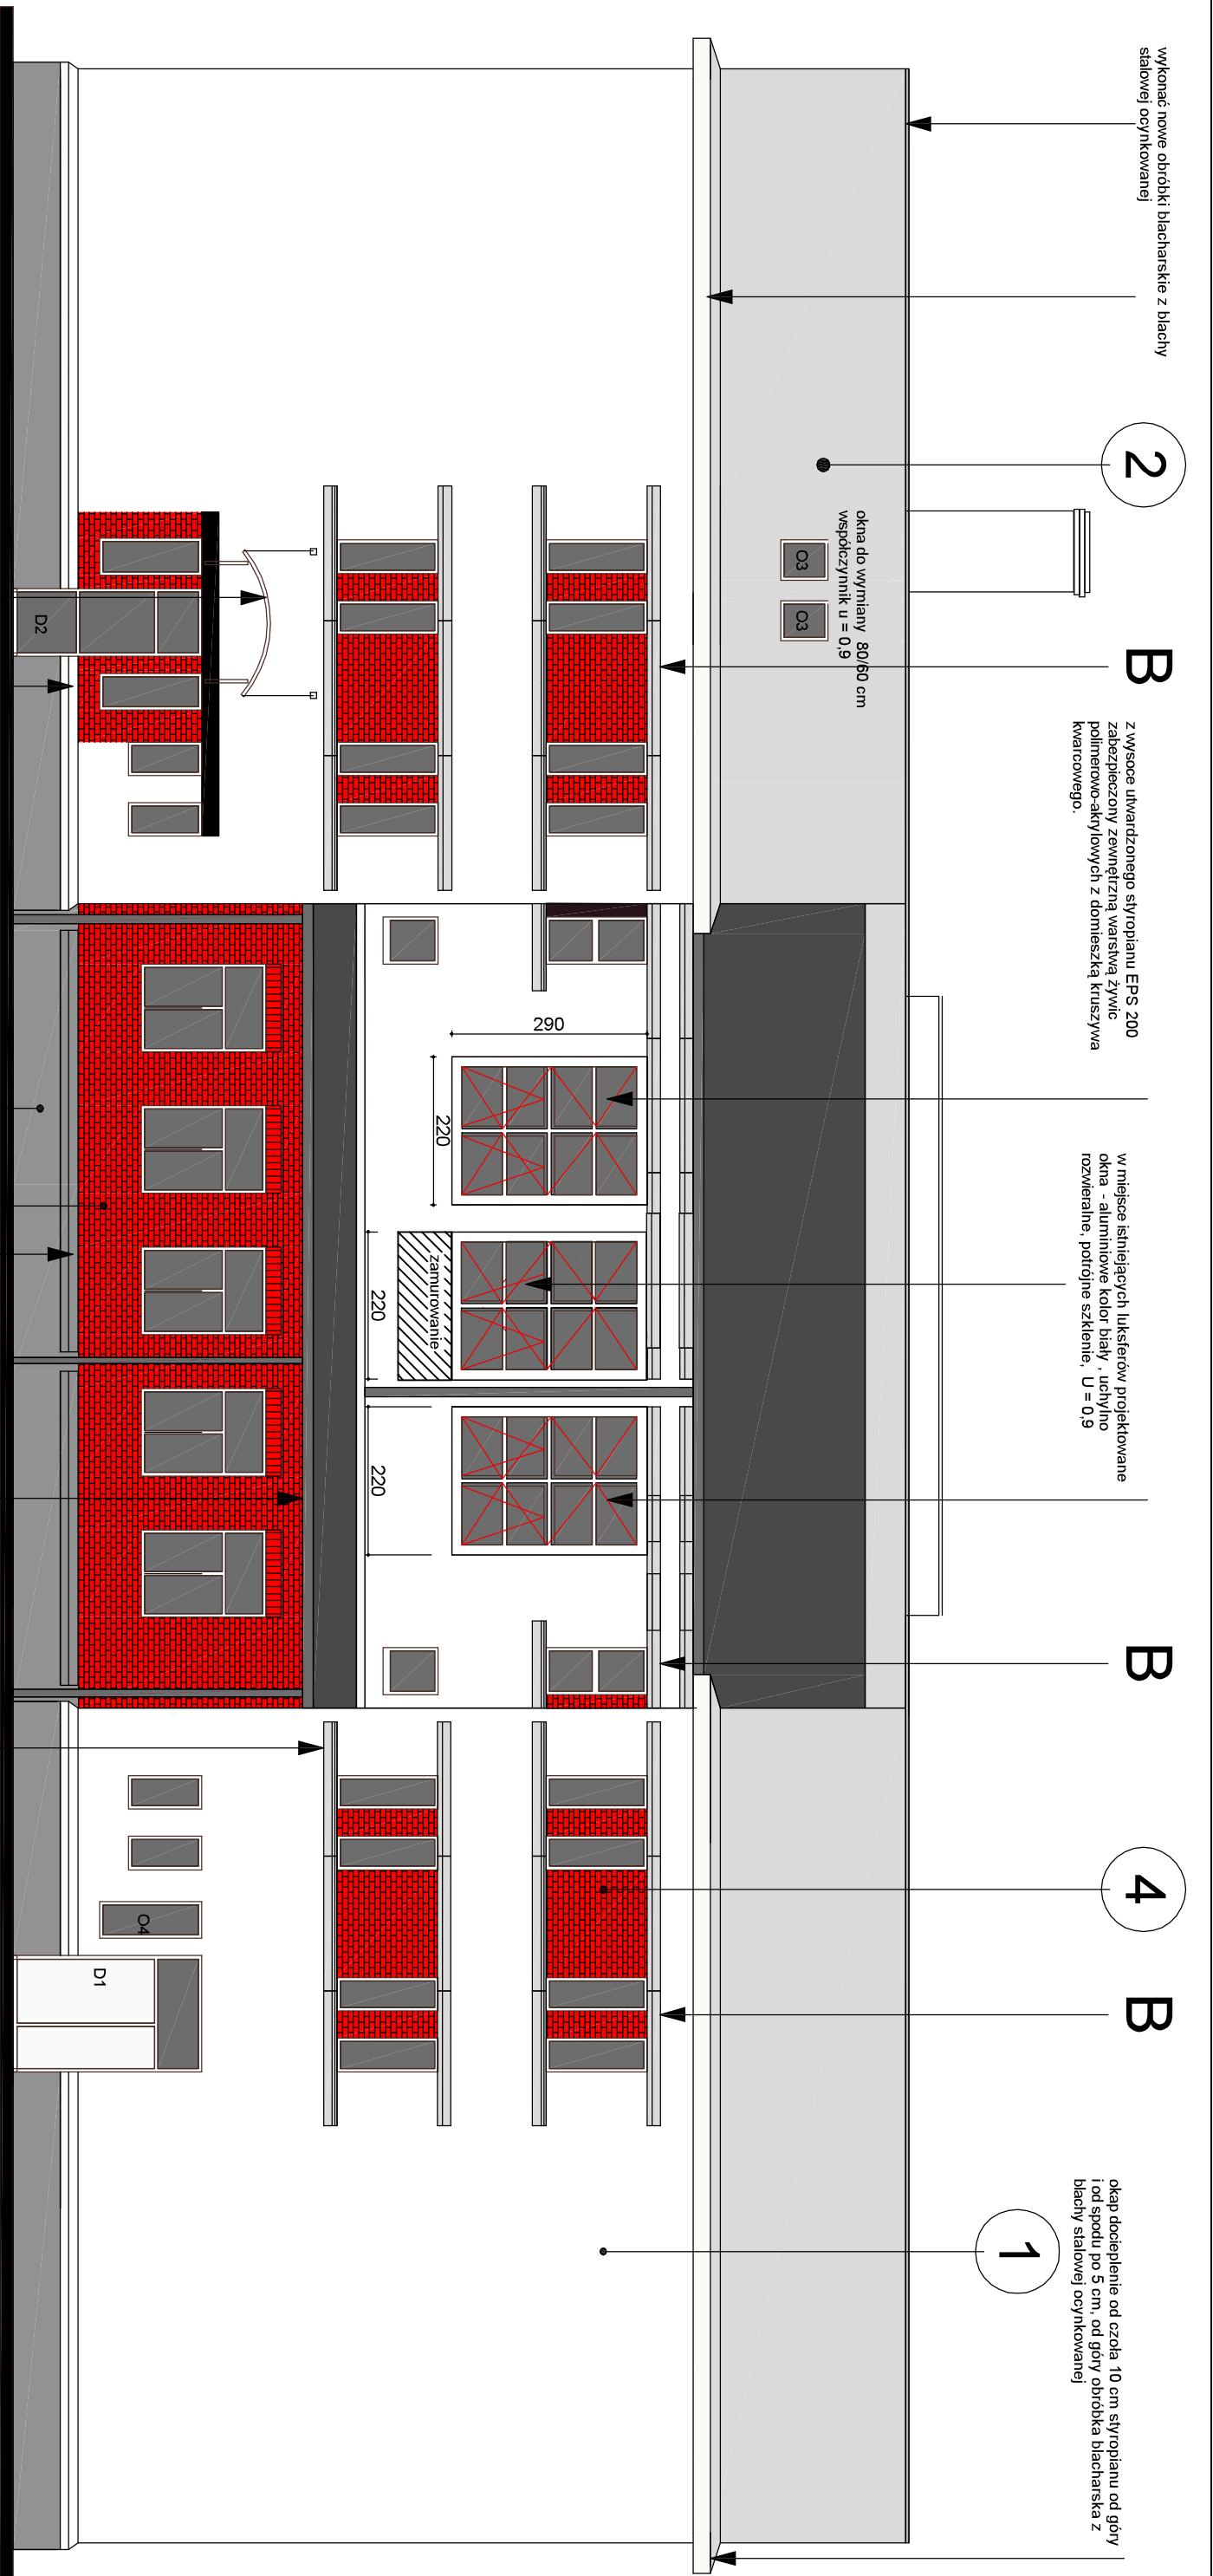 wykonać nowe obróbki blacharskie z blachy
stalowej ocynkowanej
2
okna do wymiany 80/60 cm
współczynnik u = 0,9
O3
O3
B
z wysoce utwardzonego styropianu EPS 200
zabezpieczony zewnętrzną warstwą żywic
polimerowo-akrylowych z domieszką kruszywa
kwarcowego.
w miejsce istniejących luksferów projektowane
okna - aluminiowe kolor biały , uchylno
rozwieralne, potrójne szklenie, U = 0,9
B
4
B
1
okap docieplenie od czoła 10 cm styropianu od góry
i od spodu po 5 cm, od góry obróbka blacharska z
blachy stalowej ocynkowanej
290
220
zamurowanie
220
220
D2
O4
D1